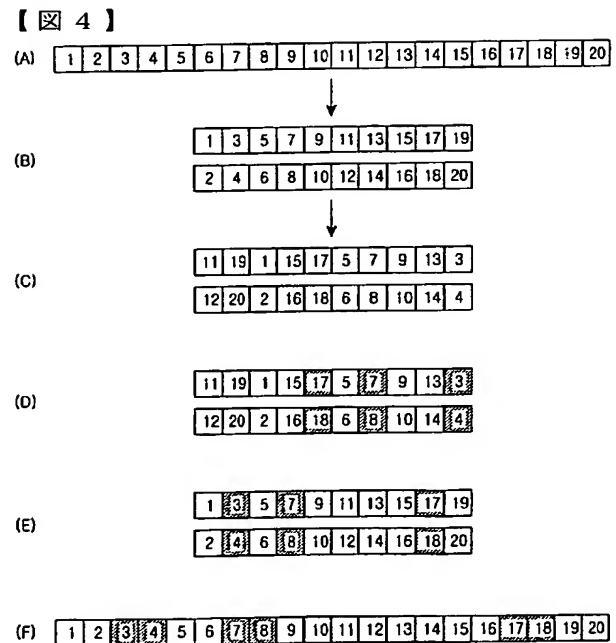 【図 4】
(A) 1 2 3 4 5 6 7 8 9 10 11 12 13 14 15 16 17 18 19 20
(B)
1 3 5 7 9 11 13 15 17 19
2 4 6 8 10 12 14 16 18 20
(C)
11 19 1 15 17 5 7 9 13 3
12 20 2 16 18 6 8 10 14 4
(D)
11 19 1 15 17 5 7 9 13 3
12 20 2 16 18 6 8 10 14 4
(E)
1 3 5 7 9 11 13 15 17 19
2 4 6 8 10 12 14 16 18 20
(F) 1 2 3 4 5 6 7 8 9 10 11 12 13 14 15 16 17 18 19 20